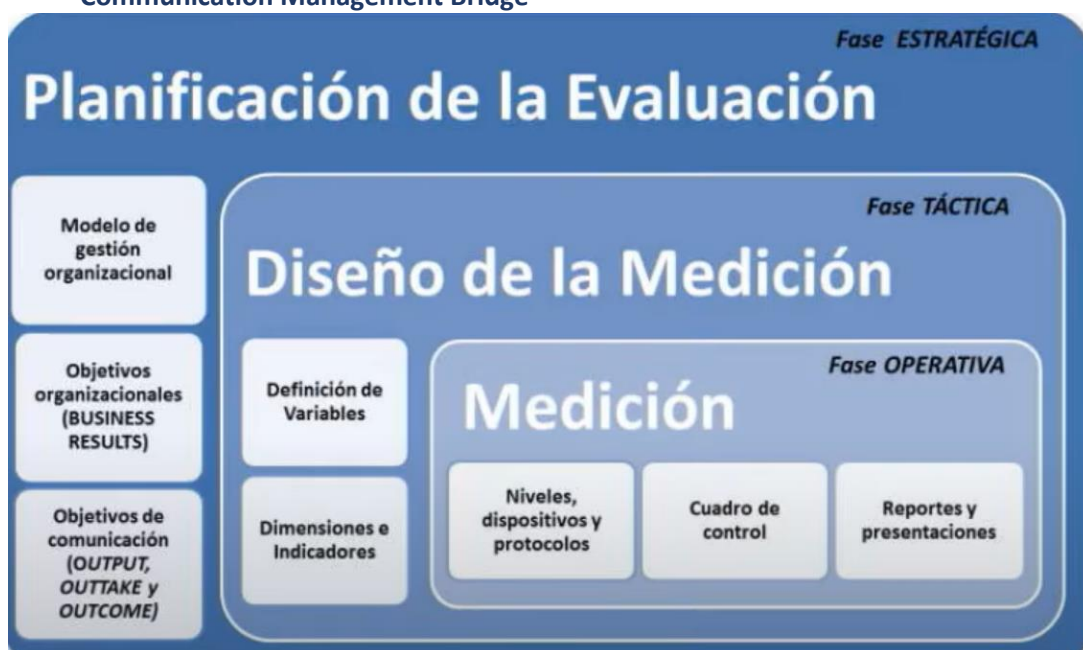 Communication Management Bridge
Fase ESTRATÉGICA
Planificación de la Evaluación
Modelo de
gestión
organizacional
Objetivos
organizacionales
(BUSINESS
RESULTS)
Objetivos de
comunicación
(OUTPUT,
OUTTAKE y
OUTCOME)
Fase TÁCTICA
Diseño de la Medición
Definición de
Variables
Dimensiones e
Indicadores
Fase OPERATIVA
Medición
Niveles,
dispositivos y
protocolos
Cuadro de
control
Reportes y
presentaciones